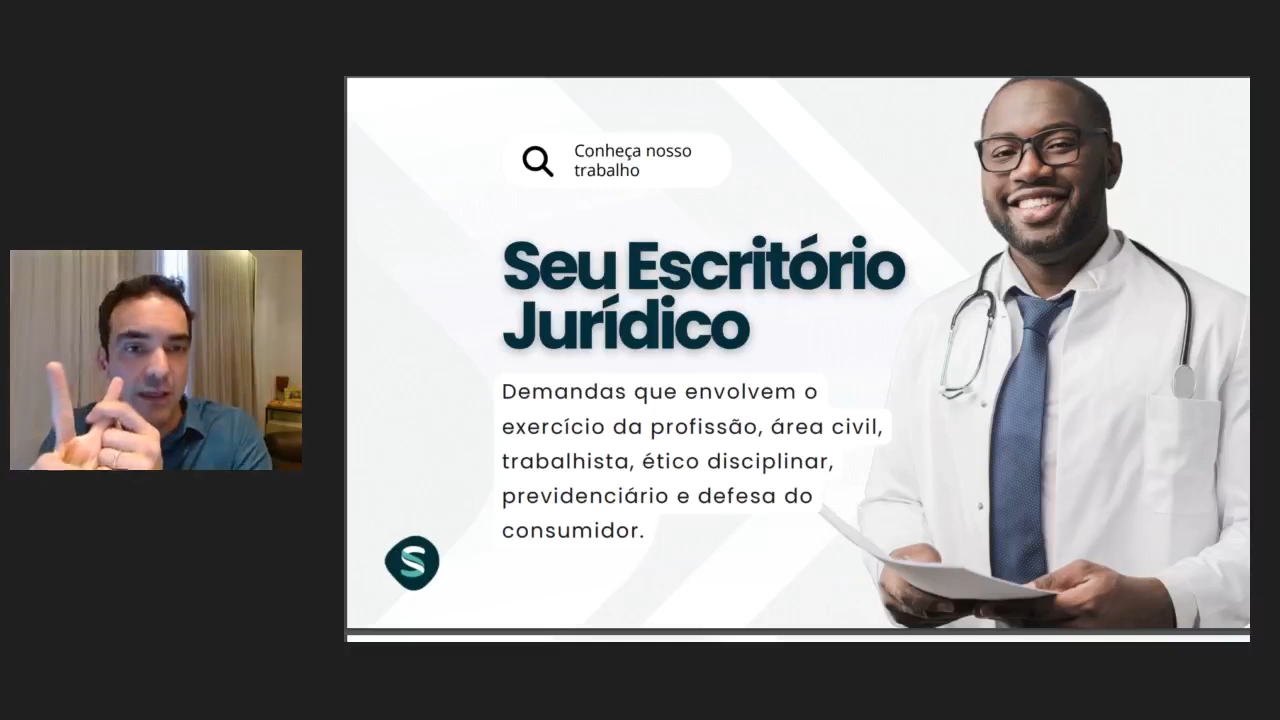 Conheça nosso
trabalho
Seu Escritório
Jurídico
Demandas que envolvem o
exercício da profissão, área civil,
trabalhista, ético disciplinar,
previdenciário e defesa do
consumidor.
S